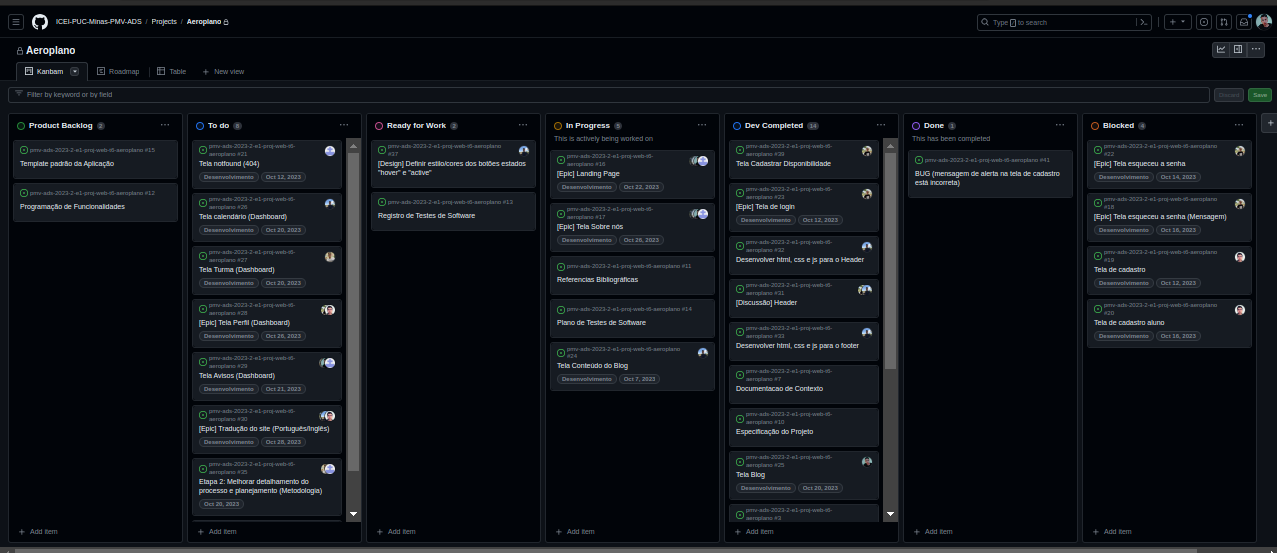 ICEI-PUC-Minas-PMV-ADS / Projects / Aeroplano
Type / to search
Aeroplano
Kanbam
Roadmap
Table
New view
Filter by keyword or by field
Discard
Save
Product Backlog 2
pmv-ads-2023-2-e1-proj-web-t6-aeroplano #15
Template padrão da Aplicação
pmv-ads-2023-2-e1-proj-web-t6-aeroplano #12
Programação de Funcionalidades
Add item
To do 8
pmv-ads-2023-2-e1-proj-web-t6-
aeroplano #21
Tela notfound (404)
Desenvolvimento Oct 12, 2023
pmv-ads-2023-2-e1-proj-web-t6-
aeroplano #26
Tela calendário (Dashboard)
Desenvolvimento Oct 20, 2023
pmv-ads-2023-2-e1-proj-web-t6-
aeroplano #27
Tela Turma (Dashboard)
Desenvolvimento Oct 20, 2023
pmv-ads-2023-2-e1-proj-web-t6-
aeroplano #28
[Epic] Tela Perfil (Dashboard)
Desenvolvimento Oct 26, 2023
pmv-ads-2023-2-e1-proj-web-t6-
aeroplano #29
Tela Avisos (Dashboard)
Desenvolvimento Oct 21, 2023
pmv-ads-2023-2-e1-proj-web-t6-
aeroplano #30
[Epic] Tradução do site (Português/Inglês)
Desenvolvimento Oct 28, 2023
pmv-ads-2023-2-e1-proj-web-t6-
aeroplano #35
Etapa 2: Melhorar detalhamento do
processo e planejamento (Metodologia)
Oct 20, 2023
Add item
Ready for Work 2
pmv-ads-2023-2-e1-proj-web-t6-aeroplano
#37
[Design] Definir estilo/cores dos botões estados
"hover" e "active"
pmv-ads-2023-2-e1-proj-web-t6-aeroplano #13
Registro de Testes de Software
Add item
In Progress 5
This is actively being worked on
pmv-ads-2023-2-e1-proj-web-t6-
aeroplano #16
[Epic] Landing Page
Desenvolvimento Oct 22, 2023
pmv-ads-2023-2-e1-proj-web-t6-
aeroplano #17
[Epic] Tela Sobre nós
Desenvolvimento Oct 26, 2023
pmv-ads-2023-2-e1-proj-web-t6-aeroplano #11
Referencias Bibliográficas
pmv-ads-2023-2-e1-proj-web-t6-aeroplano #14
Plano de Testes de Software
pmv-ads-2023-2-e1-proj-web-t6-aeroplano
#24
Tela Conteúdo do Blog
Desenvolvimento Oct 7, 2023
Add item
Dev Completed 14
pmv-ads-2023-2-e1-proj-web-t6-
aeroplano #39
Tela Cadastrar Disponibilidade
pmv-ads-2023-2-e1-proj-web-t6-
aeroplano #23
[Epic] Tela de login
Desenvolvimento Oct 12, 2023
pmv-ads-2023-2-e1-proj-web-t6-
aeroplano #32
Desenvolver html, css e js para o Header
pmv-ads-2023-2-e1-proj-web-t6-
aeroplano #31
[Discussão] Header
pmv-ads-2023-2-e1-proj-web-t6-
aeroplano #33
Desenvolver html, css e js para o footer
pmv-ads-2023-2-e1-proj-web-t6-
aeroplano #7
Documentacao de Contexto
pmv-ads-2023-2-e1-proj-web-t6-
aeroplano #10
Especificação do Projeto
pmv-ads-2023-2-e1-proj-web-t6-
aeroplano #25
Tela Blog
Desenvolvimento Oct 20, 2023
pmv-ads-2023-2-e1-proj-web-t6-
aeroplano #3
Add item
Done 1
This has been completed
pmv-ads-2023-2-e1-proj-web-t6-aeroplano #41
BUG (mensagem de alerta na tela de cadastro
está incorreta)
Add item
Blocked 4
pmv-ads-2023-2-e1-proj-web-t6-aeroplano
#22
[Epic] Tela esqueceu a senha
Desenvolvimento Oct 14, 2023
pmv-ads-2023-2-e1-proj-web-t6-aeroplano
#18
[Epic] Tela esqueceu a senha (Mensagem)
Desenvolvimento Oct 16, 2023
pmv-ads-2023-2-e1-proj-web-t6-aeroplano
#19
Tela de cadastro
Desenvolvimento Oct 12, 2023
pmv-ads-2023-2-e1-proj-web-t6-aeroplano
#20
Tela de cadastro aluno
Desenvolvimento Oct 16, 2023
Add item